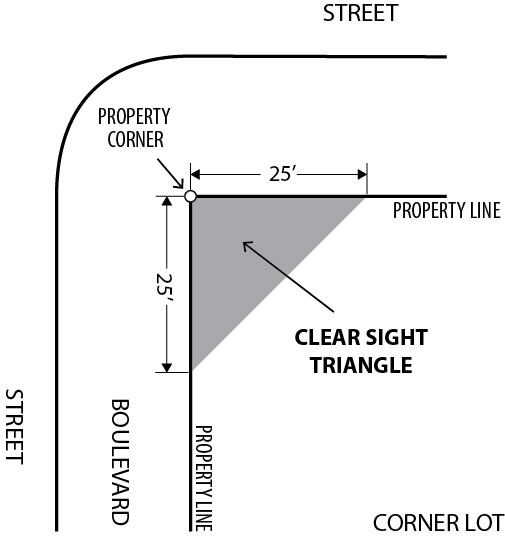 STREET
PROPERTY
CORNER
25'
PROPERTY LINE
25'
CLEAR SIGHT
TRIANGLE
STREET
BOULEVARD
PROPERTY LINE
CORNER LOT